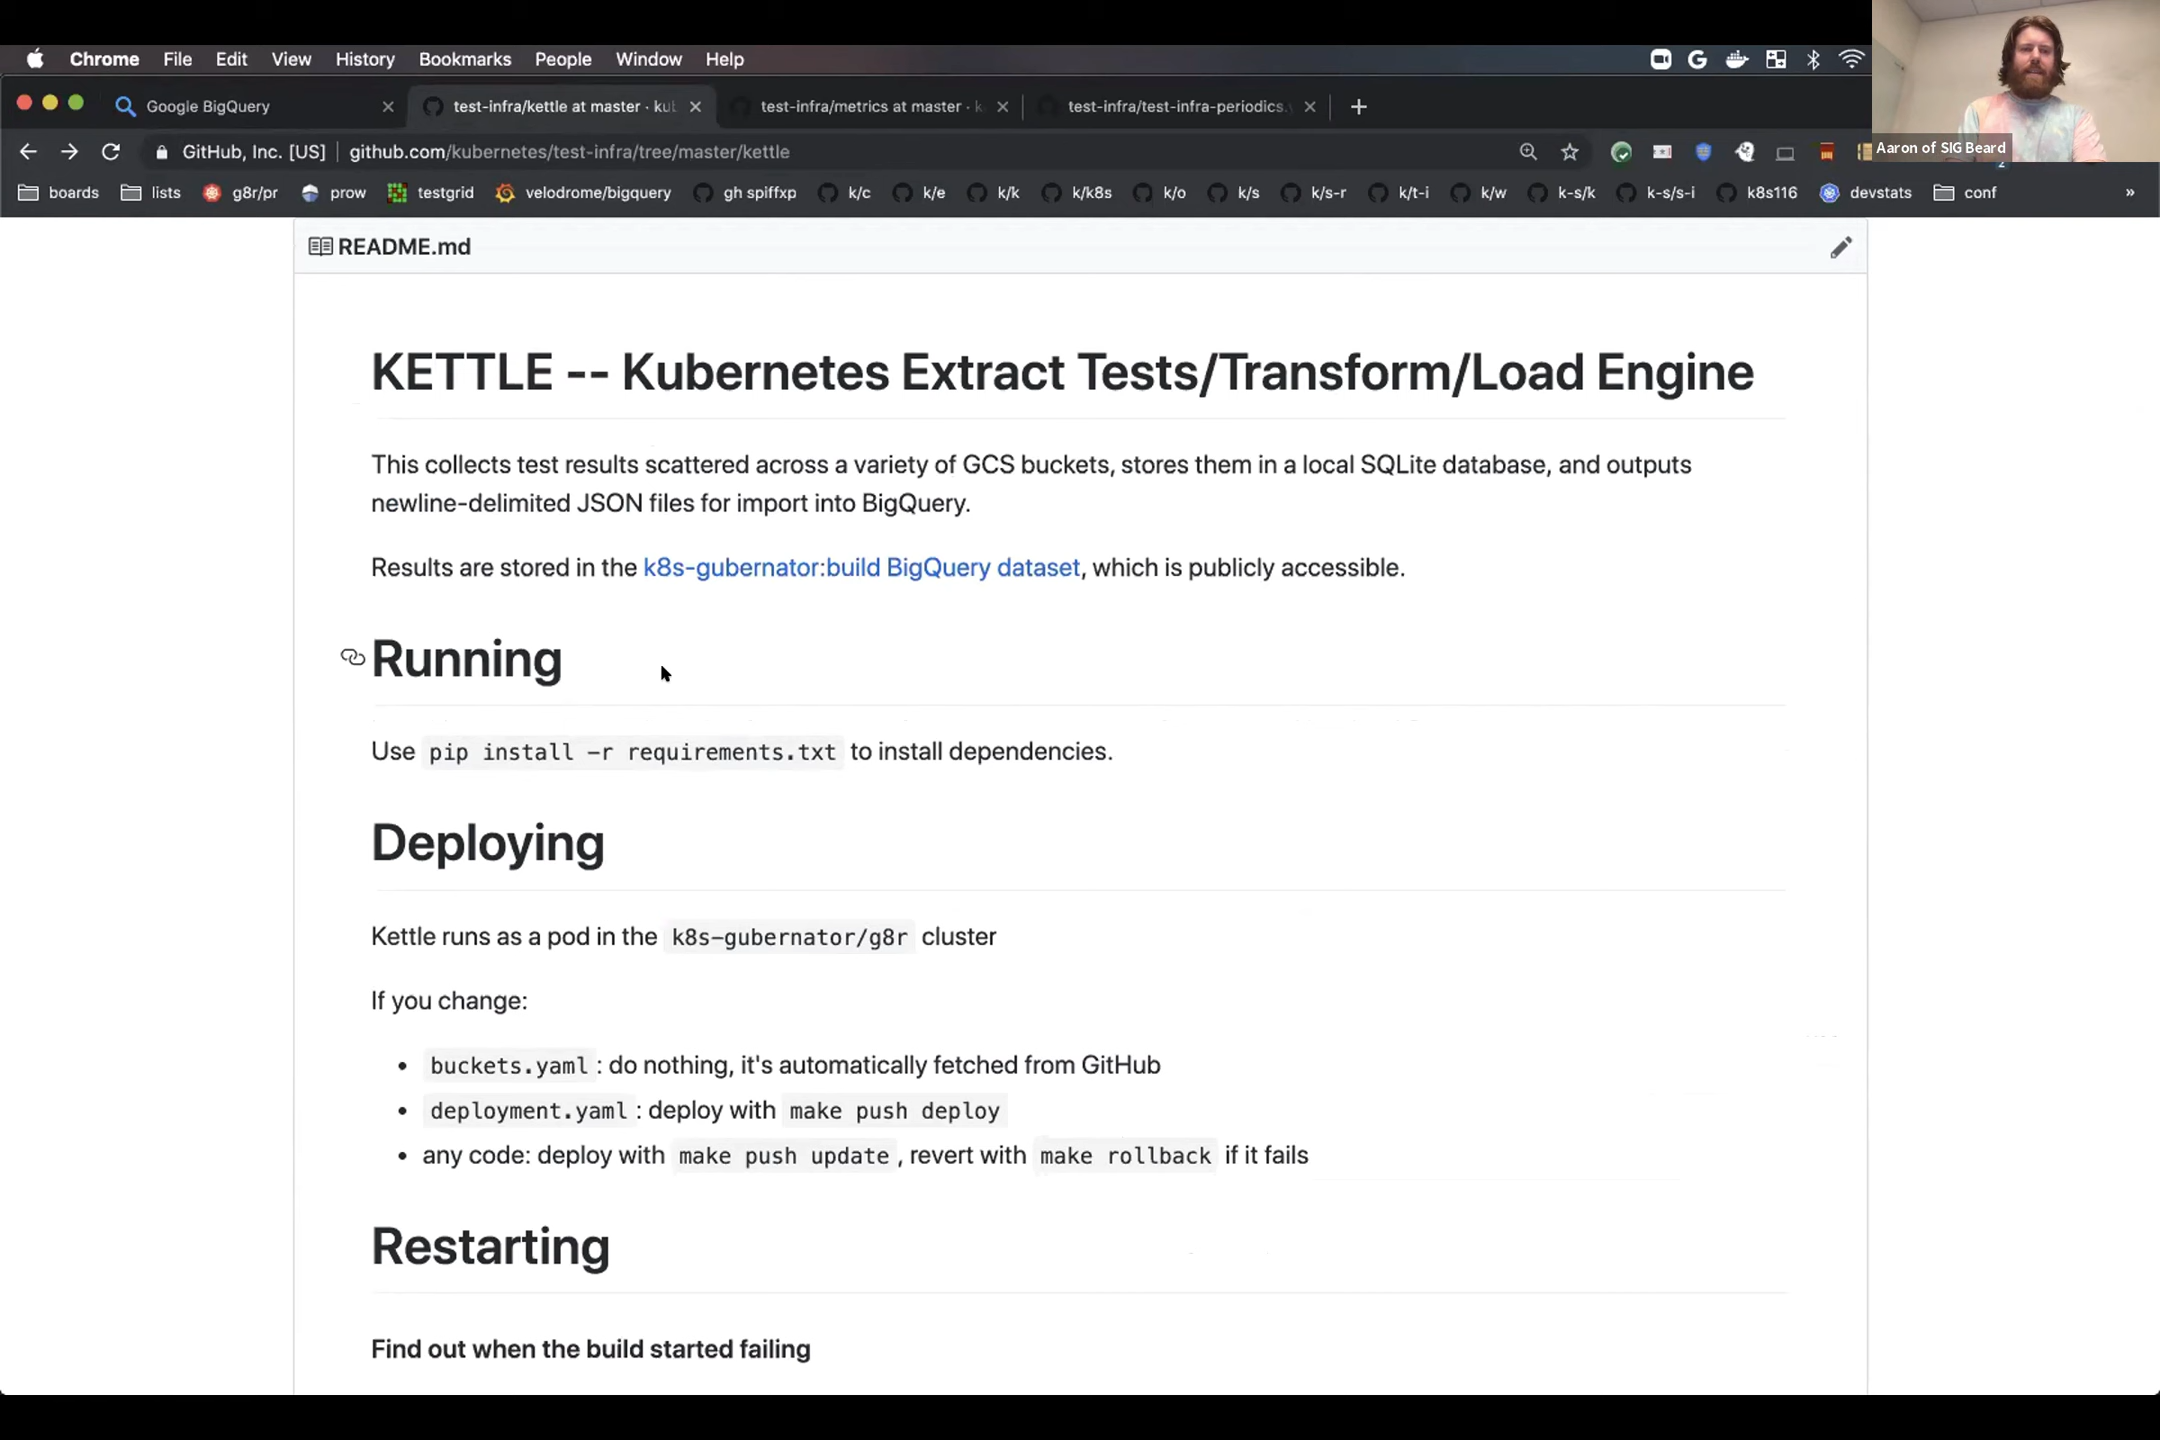 Chrome File Edit View History Bookmarks People Window Help
Google BigQuery
test-infra/kettle at master · kub
test-infra/metrics at master · k
test-infra/test-infra-periodics.
GitHub, Inc. [US] github.com/kubernetes/test-infra/tree/master/kettle
Aaron of SIG Beard
2
boards lists g8r/pr prow testgrid velodrome/bigquery gh spiffxp k/c k/e k/k k/k8s k/o k/s k/s-r k/t-i k/w k-s/k k-s/s-i k8s116 devstats conf »
README.md
KETTLE -- Kubernetes Extract Tests/Transform/Load Engine
This collects test results scattered across a variety of GCS buckets, stores them in a local SQLite database, and outputs
newline-delimited JSON files for import into BigQuery.
Results are stored in the k8s-gubernator:build BigQuery dataset, which is publicly accessible.
Running
Use pip install -r requirements.txt to install dependencies.
Deploying
Kettle runs as a pod in the k8s-gubernator/g8r cluster
If you change:
• buckets.yaml : do nothing, it's automatically fetched from GitHub
• deployment.yaml : deploy with make push deploy
• any code: deploy with make push update , revert with make rollback if it fails
Restarting
Find out when the build started failing